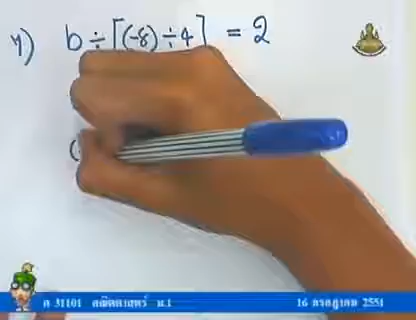 ๆ) b ÷ [(-8) ÷ 4] = 2
(
ค 31101 คณิตศาสตร์ ม.1 16 กรกฎาคม 2551